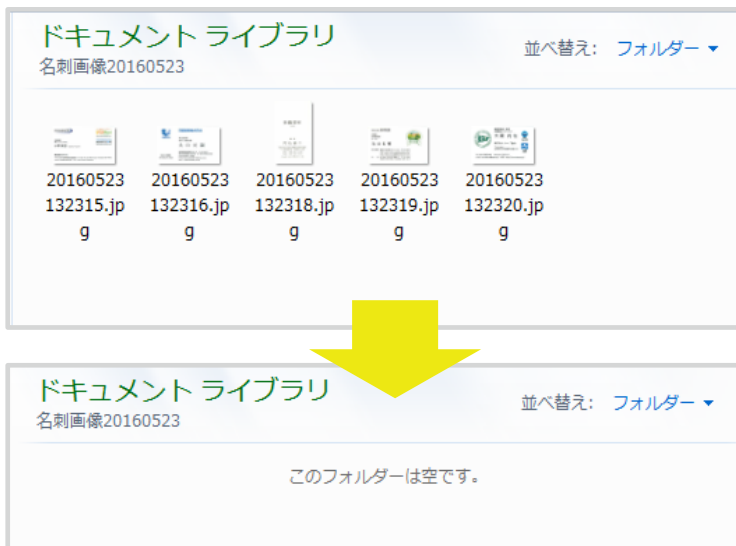 ドキュメント ライブラリ
名刺画像20160523
並べ替え: フォルダー ▼
20160523
132315.jp
g
20160523
132316.jp
g
20160523
132318.jp
g
20160523
132319.jp
g
20160523
132320.jp
g
ドキュメント ライブラリ
名刺画像20160523
並べ替え: フォルダー ▼
このフォルダーは空です。